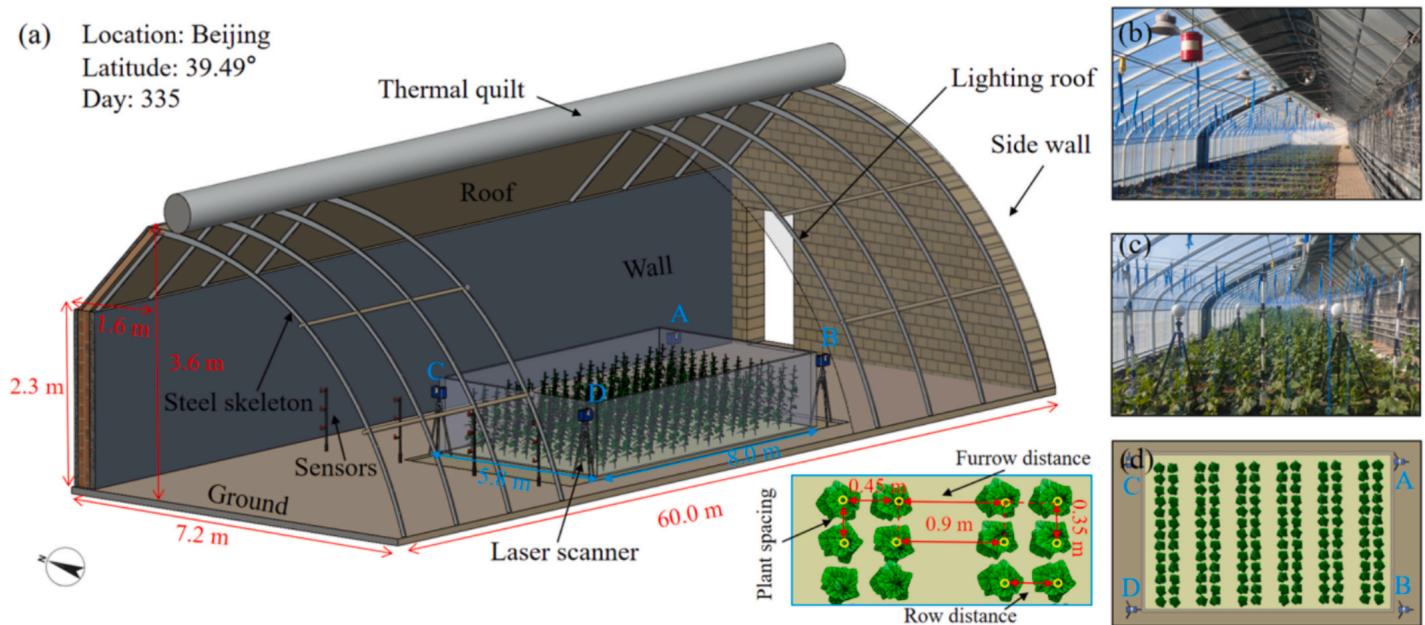 (a)
Location: Beijing
Latitude: 39.49°
Day: 335
Thermal quilt
Lighting roof
Side wall
Roof
Wall
1.6 m
3.6 m
2.3 m
Steel skeleton
Sensors
Ground
7.2 m
60.0 m
A
B
C
D
5.8 m
8.0 m
Laser scanner
N
Plant spacing
Furrow distance
0.45 m
0.9 m
0.35 m
Row distance
(b)
(c)
(d)
C
A
D
B